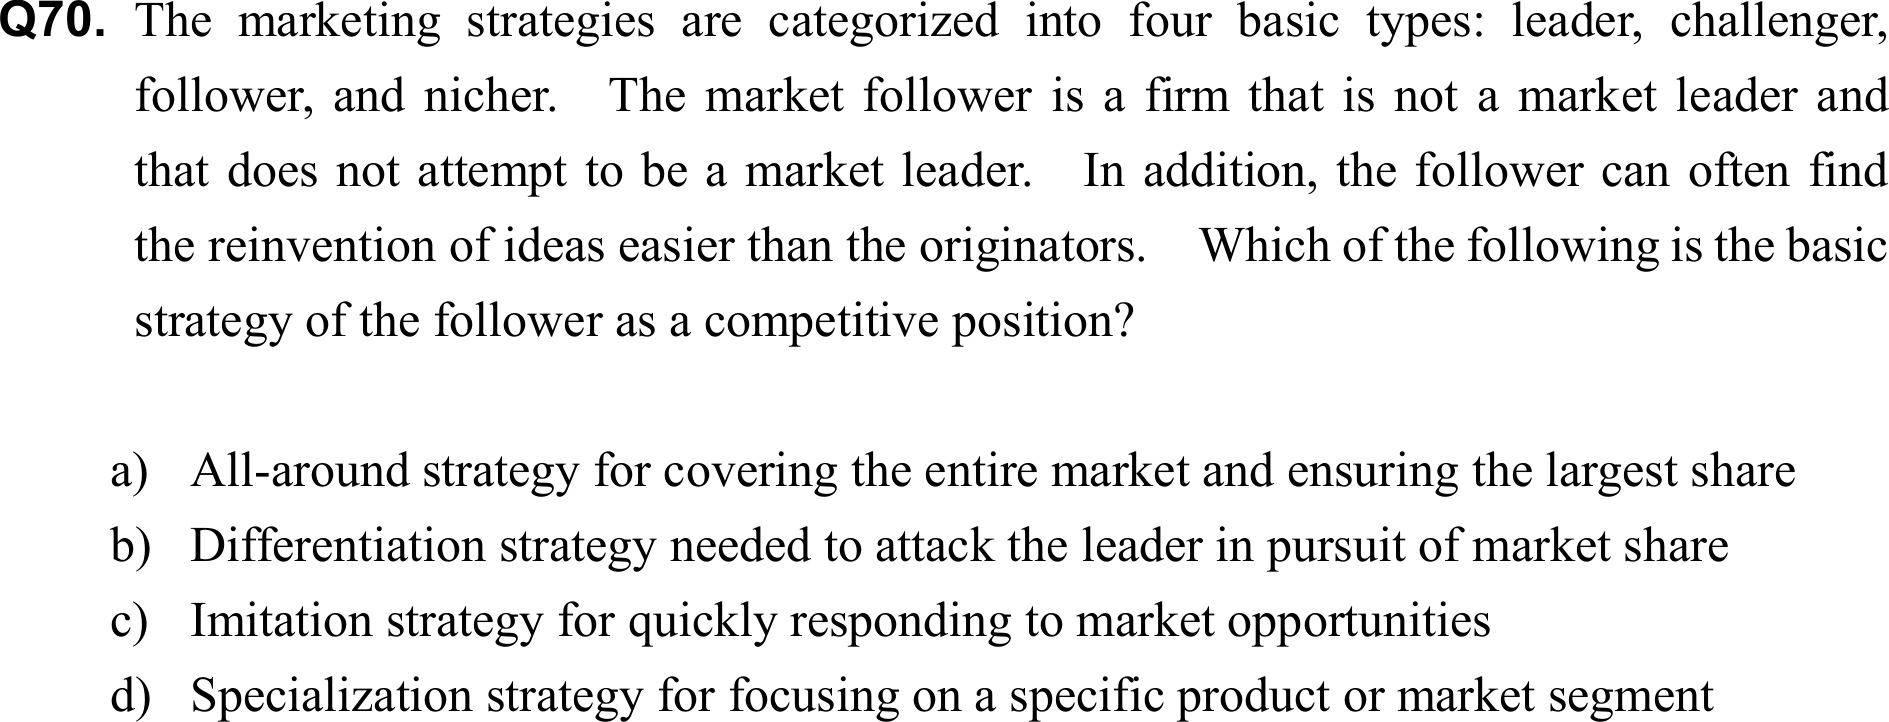 Q70. The marketing strategies are categorized into four basic types: leader, challenger,
follower, and nicher. The market follower is a firm that is not a market leader and
that does not attempt to be a market leader. In addition, the follower can often find
the reinvention of ideas easier than the originators. Which of the following is the basic
strategy of the follower as a competitive position?
a) All-around strategy for covering the entire market and ensuring the largest share
b) Differentiation strategy needed to attack the leader in pursuit of market share
c) Imitation strategy for quickly responding to market opportunities
d) Specialization strategy for focusing on a specific product or market segment